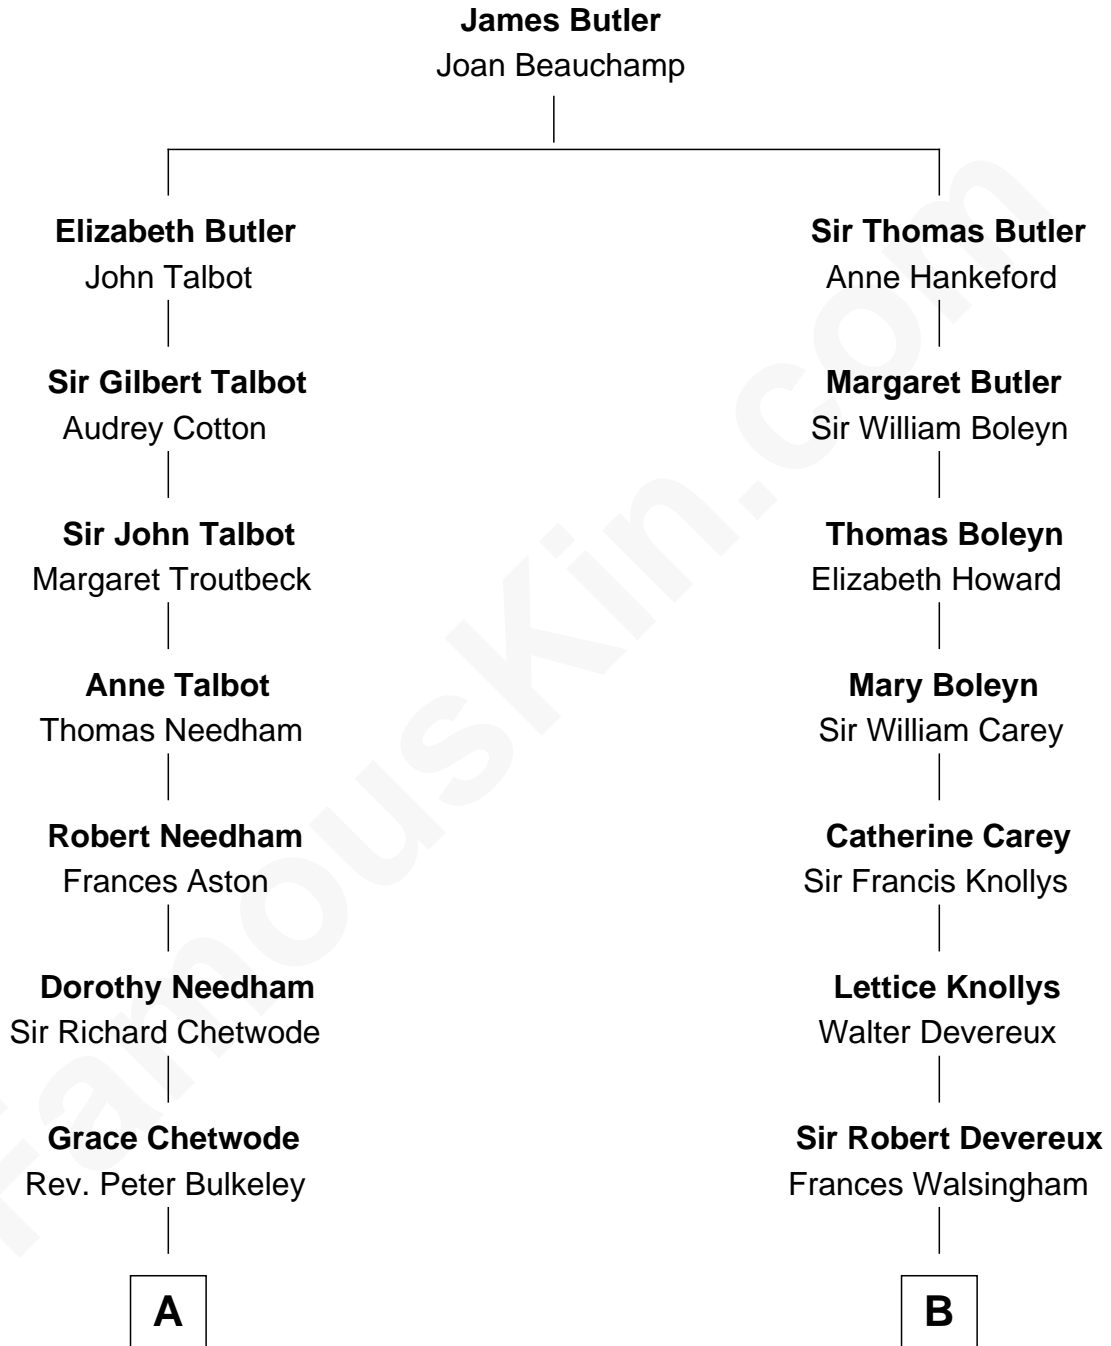 James Butler
Joan Beauchamp
Elizabeth Butler
John Talbot
Sir Gilbert Talbot
Audrey Cotton
Sir John Talbot
Margaret Troutbeck
Anne Talbot
Thomas Needham
Robert Needham
Frances Aston
Dorothy Needham
Sir Richard Chetwode
Grace Chetwode
Rev. Peter Bulkeley
A
Sir Thomas Butler
Anne Hankeford
Margaret Butler
Sir William Boleyn
Thomas Boleyn
Elizabeth Howard
Mary Boleyn
Sir William Carey
Catherine Carey
Sir Francis Knollys
Lettice Knollys
Walter Devereux
Sir Robert Devereux
Frances Walsingham
B
FamousKin.com